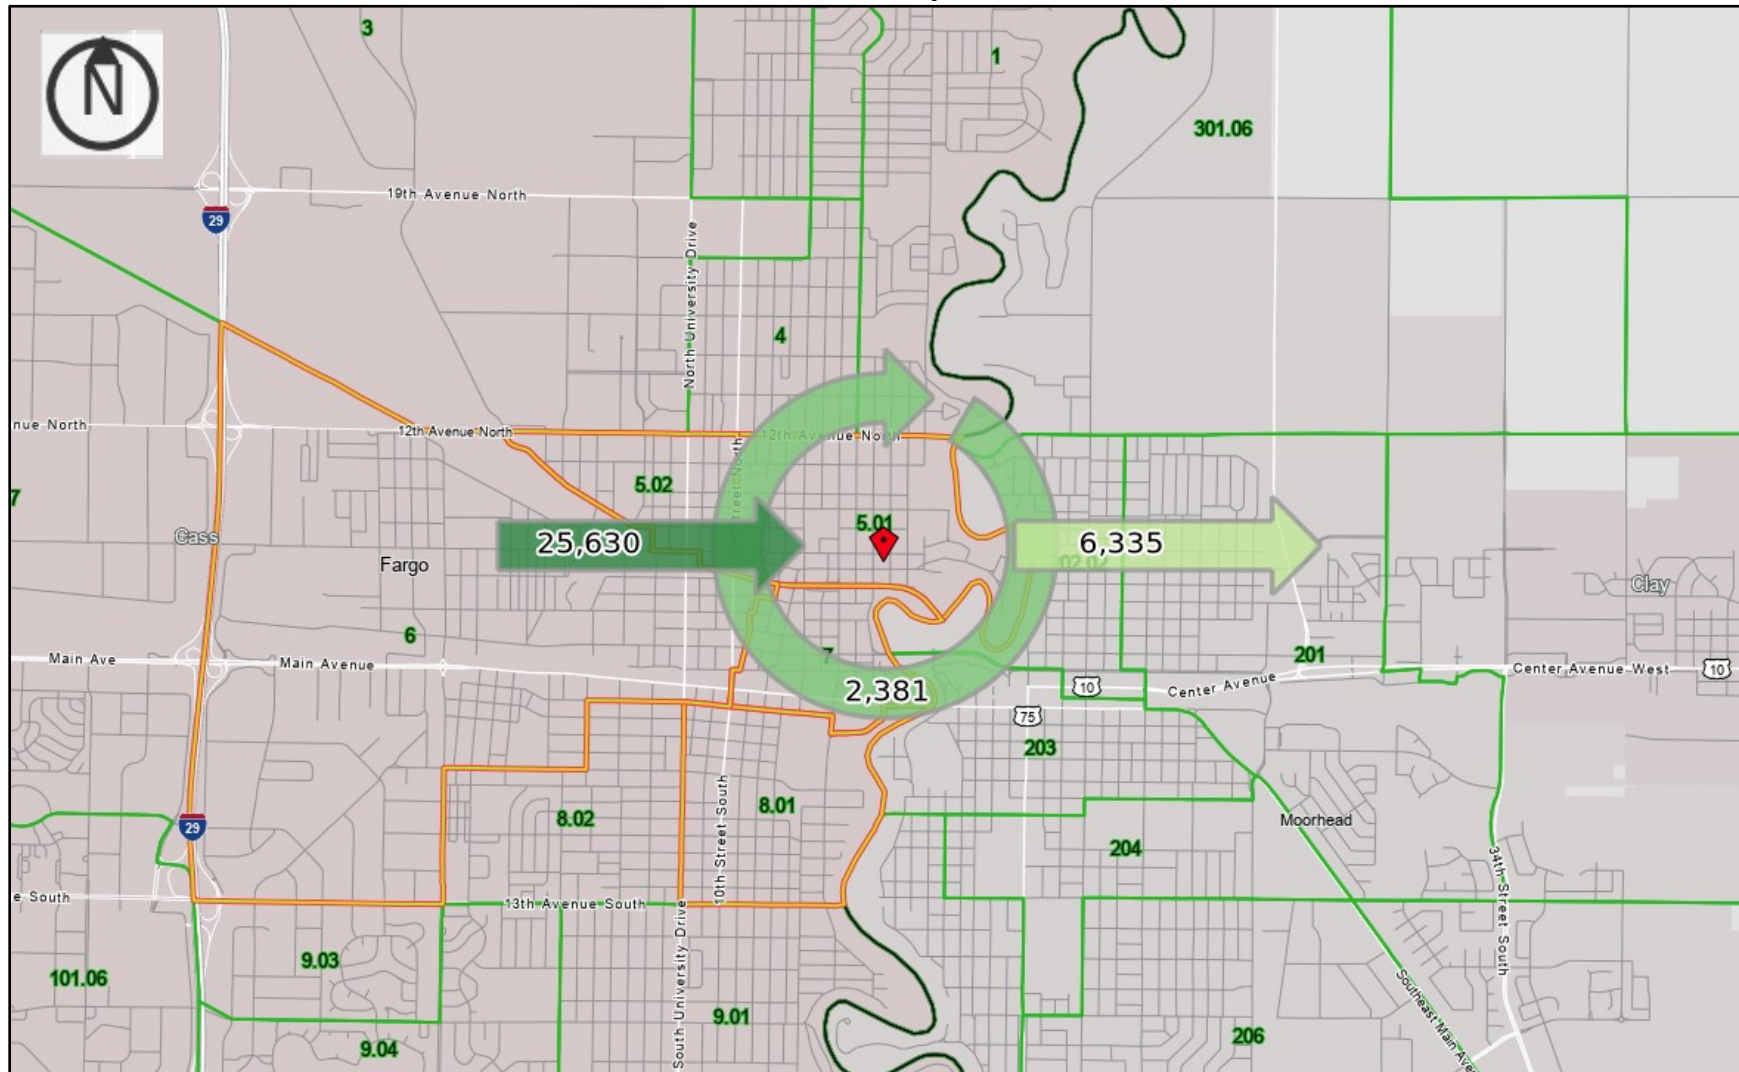 3
1
N
301.06
19th Avenue North
29
North University Drive
4
nue North
12th Avenue North
12th Avenue North
5.02
7
5.01
Cass
25,630
6,335
Fargo
Clay
6
7
Main Ave
Main Avenue
201
Center Avenue West
10
2,381
10
Center Avenue
75
203
8.02
8.01
10th Street South
29
Moorhead
204
34th Street South
e South
13th Avenue South
9.03
101.06
South University Drive
9.01
9.04
206
Southeast Main Ave